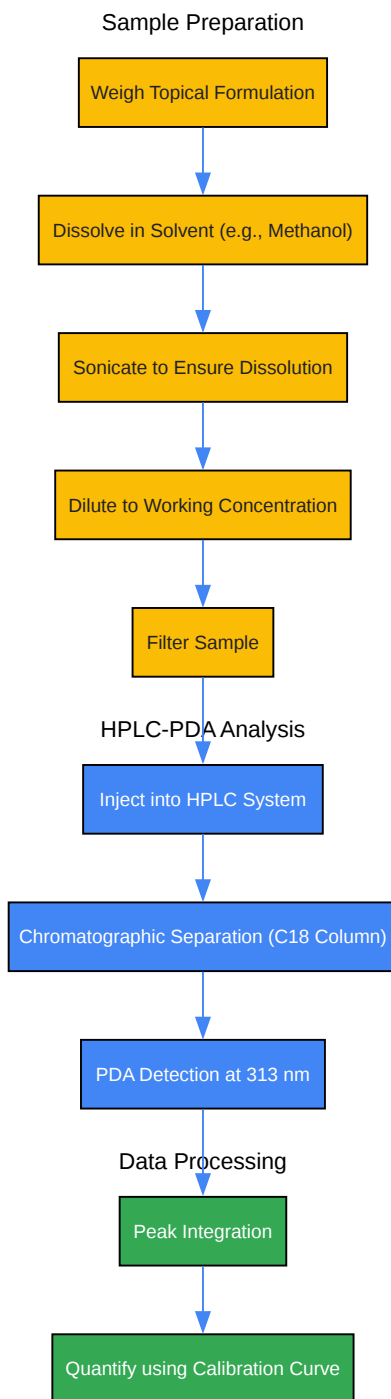 Sample Preparation
Weigh Topical Formulation
Dissolve in Solvent (e.g., Methanol)
Sonicate to Ensure Dissolution
Dilute to Working Concentration
Filter Sample
HPLC-PDA Analysis
Inject into HPLC System
Chromatographic Separation (C18 Column)
PDA Detection at 313 nm
Data Processing
Peak Integration
Quantify using Calibration Curve